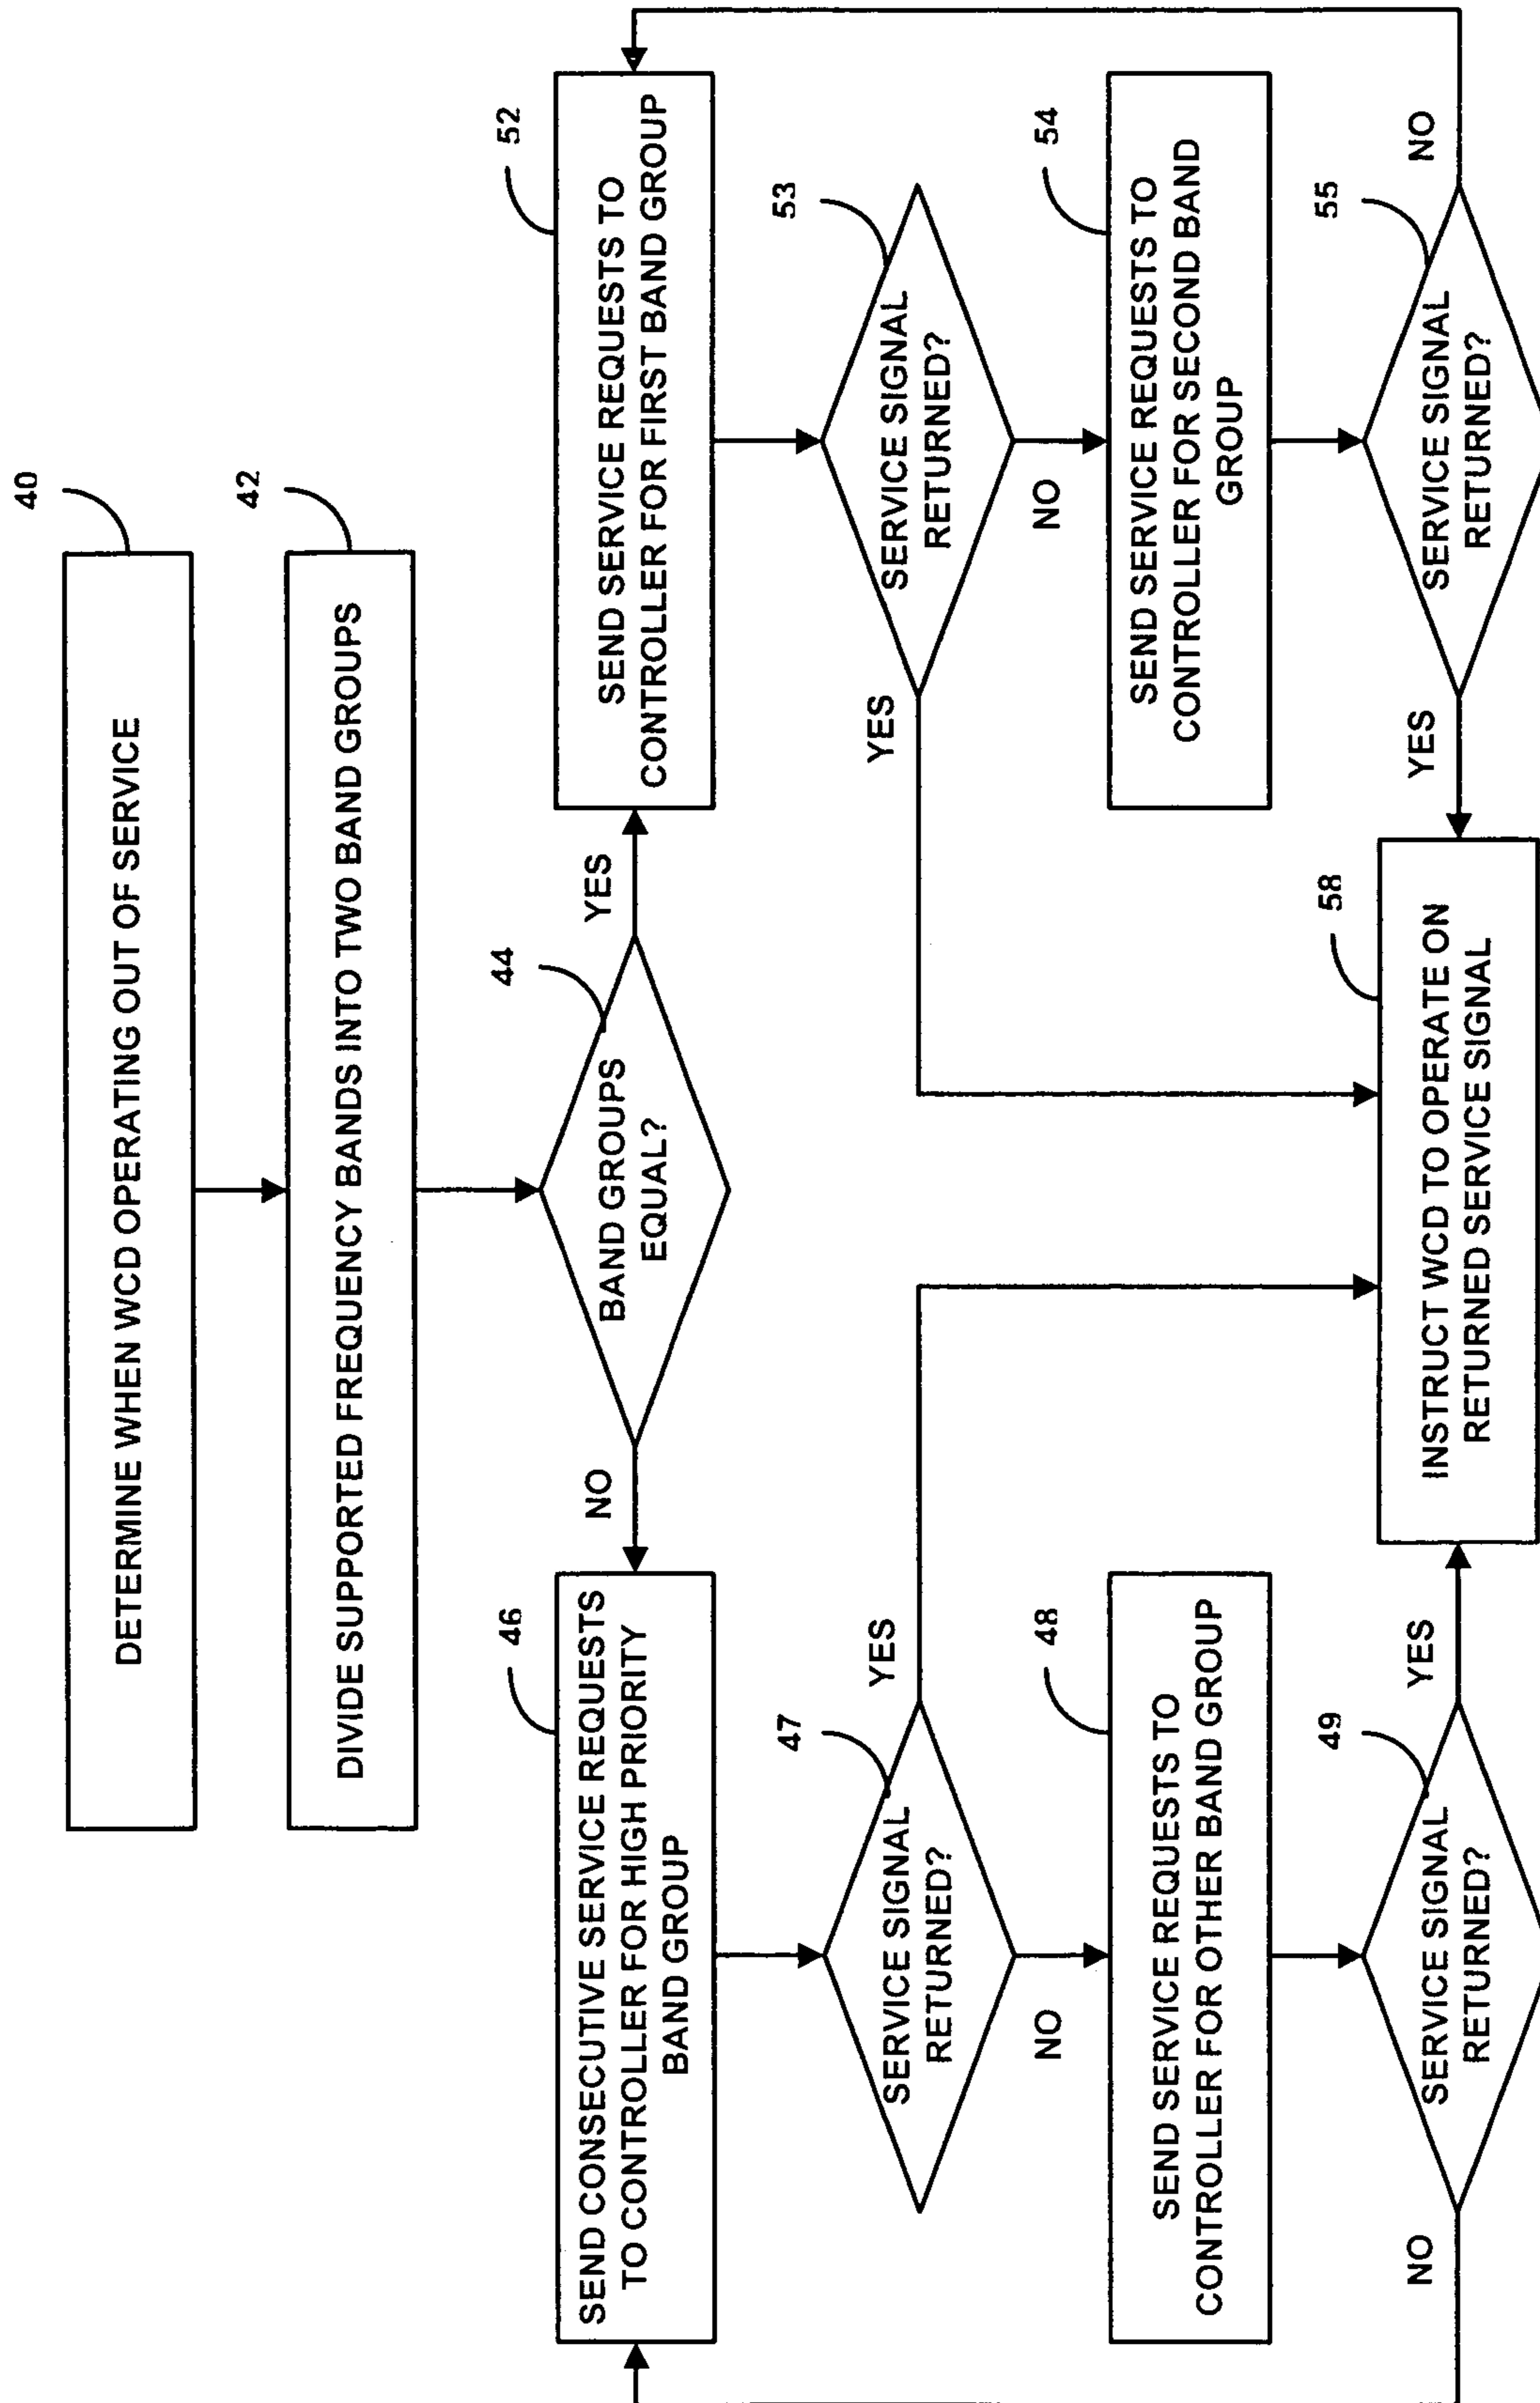 40
DETERMINE WHEN WCD OPERATING OUT OF SERVICE
42
DIVIDE SUPPORTED FREQUENCY BANDS INTO TWO BAND GROUPS
44
BAND GROUPS
EQUAL?
NO
YES
46
SEND CONSECUTIVE SERVICE REQUESTS
TO CONTROLLER FOR HIGH PRIORITY
BAND GROUP
52
SEND SERVICE REQUESTS TO
CONTROLLER FOR FIRST BAND GROUP
47
SERVICE SIGNAL
RETURNED?
YES
NO
53
SERVICE SIGNAL
RETURNED?
YES
NO
48
SEND SERVICE REQUESTS TO
CONTROLLER FOR OTHER BAND GROUP
54
SEND SERVICE REQUESTS TO
CONTROLLER FOR SECOND BAND
GROUP
49
SERVICE SIGNAL
RETURNED?
NO
YES
58
INSTRUCT WCD TO OPERATE ON
RETURNED SERVICE SIGNAL
55
SERVICE SIGNAL
RETURNED?
YES
NO